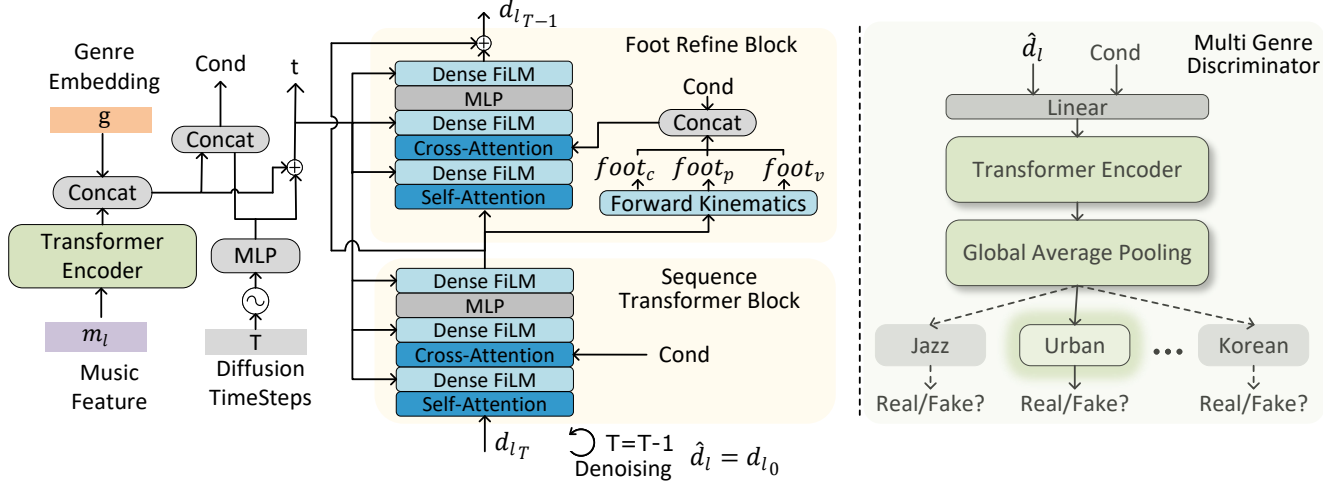 Genre
Embedding
g
Concat
Transformer
Encoder
m_l
Music
Feature
Cond
Concat
t
MLP
T
Diffusion
TimeSteps
d_{l_{T-1}}
Foot Refine Block
Dense FiLM
MLP
Dense FiLM
Cross-Attention
Dense FiLM
Self-Attention
Cond
Concat
foot_c foot_p foot_v
Forward Kinematics
Sequence
Transformer Block
Dense FiLM
MLP
Dense FiLM
Cross-Attention
Dense FiLM
Self-Attention
Cond
d_{l_T}
T=T-1
Denoising
\hat{d}_l = d_{l_0}
Multi Genre
Discriminator
\hat{d}_l Cond
Linear
Transformer Encoder
Global Average Pooling
Jazz Urban ••• Korean
Real/Fake? Real/Fake? Real/Fake?